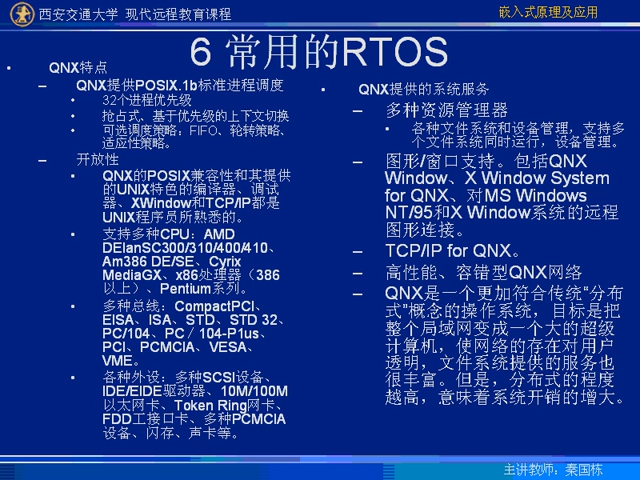 西安交通大学 现代远程教育课程
嵌入式原理及应用
6 常用的RTOS
• QNX特点
– QNX提供POSIX.1b标准进程调度
• 32个进程优先级
• 抢占式、基于优先级的上下文切换
• 可选调度策略：FIFO、轮转策略、
适应性策略。
– 开放性
• QNX的POSIX兼容性和其提供
的UNIX特色的编译器、调试
器、XWindow和TCP/IP都是
UNIX程序员所熟悉的。
• 支持多种CPU：AMD
DElanSC300/310/400/410、
Am386 DE/SE、Cyrix
MediaGX、x86处理器（386
以上）、Pentium系列。
• 多种总线：CompactPCI、
EISA、ISA、STD、STD 32、
PC/104、PC／104-P1us、
PCI、PCMCIA、VESA、
VME。
• 各种外设：多种SCSI设备、
IDE/EIDE驱动器、10M/100M
以太网卡、Token Ring网卡、
FDD工接口卡、多种PCMCIA
设备、闪存、声卡等。
• QNX提供的系统服务
– 多种资源管理器
• 各种文件系统和设备管理，支持多
个文件系统同时运行，设备管理。
– 图形/窗口支持。包括QNX
Window、X Window System
for QNX、对MS Windows
NT/95和X Window系统的远程
图形连接。
– TCP/IP for QNX。
– 高性能、容错型QNX网络
– QNX是一个更加符合传统“分布
式”概念的操作系统，目标是把
整个局域网变成一个大的超级
计算机，使网络的存在对用户
透明，文件系统提供的服务也
很丰富。但是，分布式的程度
越高，意味着系统开销的增大。
主讲教师：秦国栋